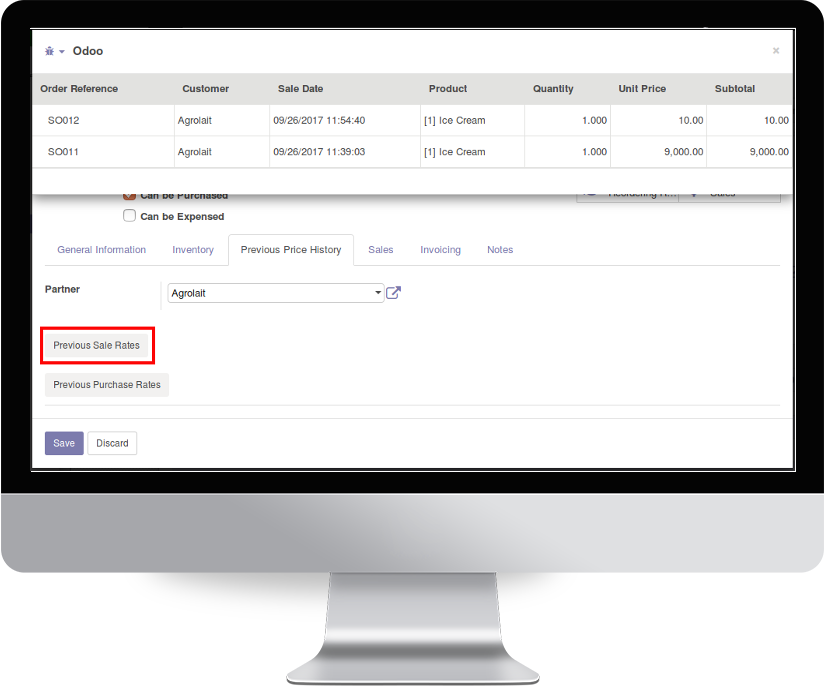 Odoo
Order Reference Customer Sale Date Product Quantity Unit Price Subtotal
SO012 Agrolait 09/26/2017 11:54:40 [1] Ice Cream 1.000 10.00 10.00
SO011 Agrolait 09/26/2017 11:39:03 [1] Ice Cream 1.000 9,000.00 9,000.00
Can be Purchased Reordering R... Sales
Can be Expensed
General Information Inventory Previous Price History Sales Invoicing Notes
Partner Agrolait
Previous Sale Rates
Previous Purchase Rates
Save Discard